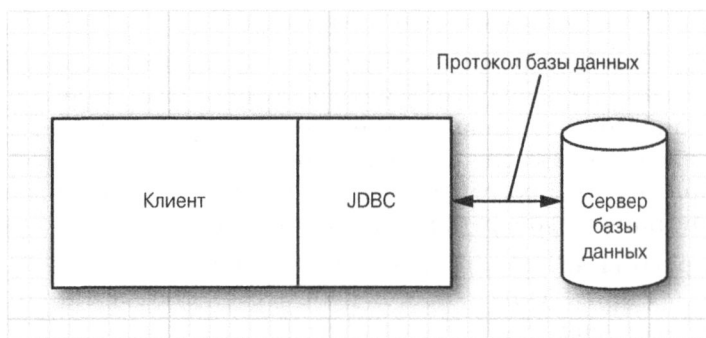 Протокол базы данных
Клиент
JDBC
Сервер
базы
данных